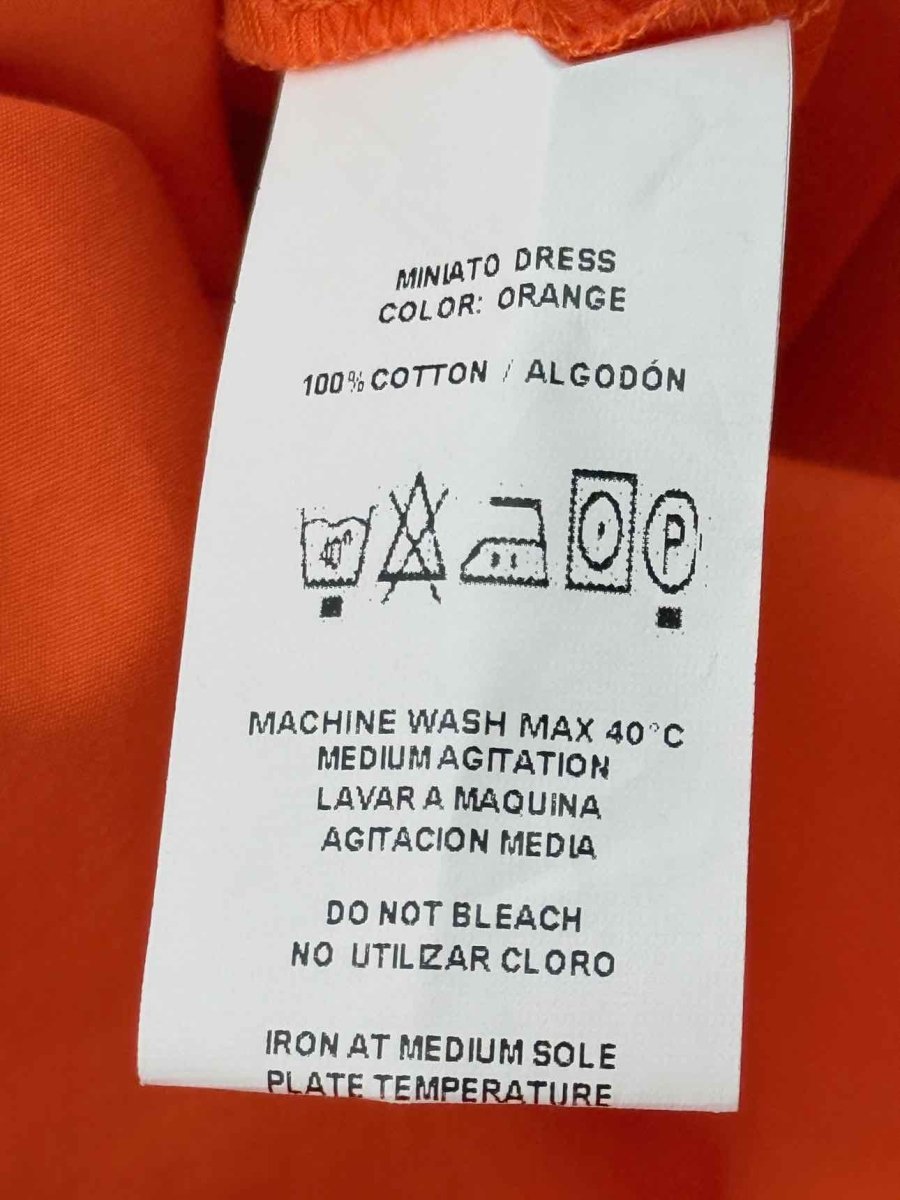 MINIATO DRESS
COLOR: ORANGE
100% COTTON / ALGODÓN
40° P
MACHINE WASH MAX 40°C
MEDIUM AGITATION
LAVAR A MAQUINA
AGITACION MEDIA
DO NOT BLEACH
NO UTILIZAR CLORO
IRON AT MEDIUM SOLE
PLATE TEMPERATURE